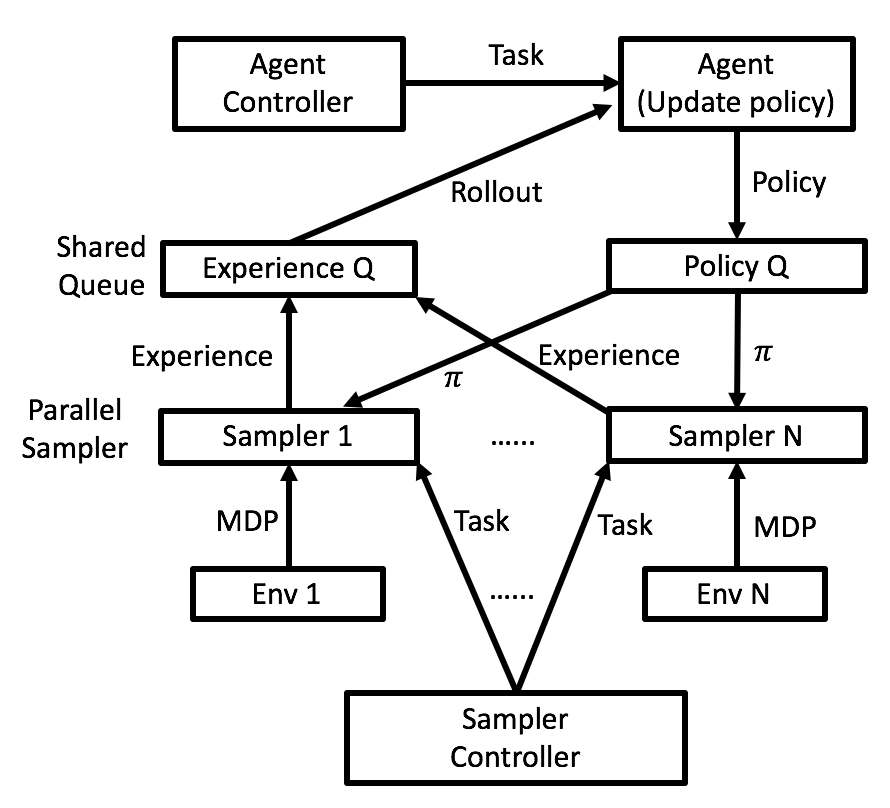 Agent
Controller
Task
Agent
(Update policy)
Rollout
Policy
Shared
Queue
Experience Q
Policy Q
Experience
π
Experience
π
Parallel
Sampler
Sampler 1
......
Sampler N
MDP
Task
Task
MDP
Env 1
......
Env N
Sampler
Controller